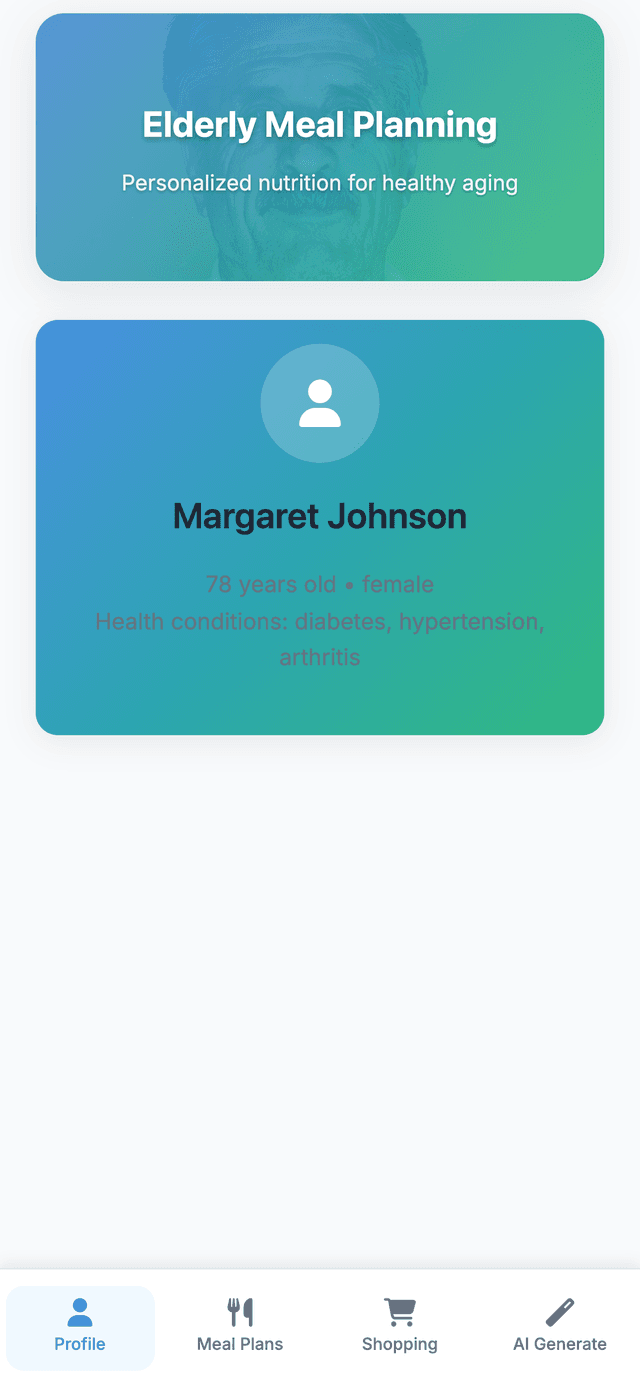 Elderly Meal Planning
Personalized nutrition for healthy aging
Margaret Johnson
78 years old • female
Health conditions: diabetes, hypertension,
arthritis
Profile
Meal Plans
Shopping
AI Generate